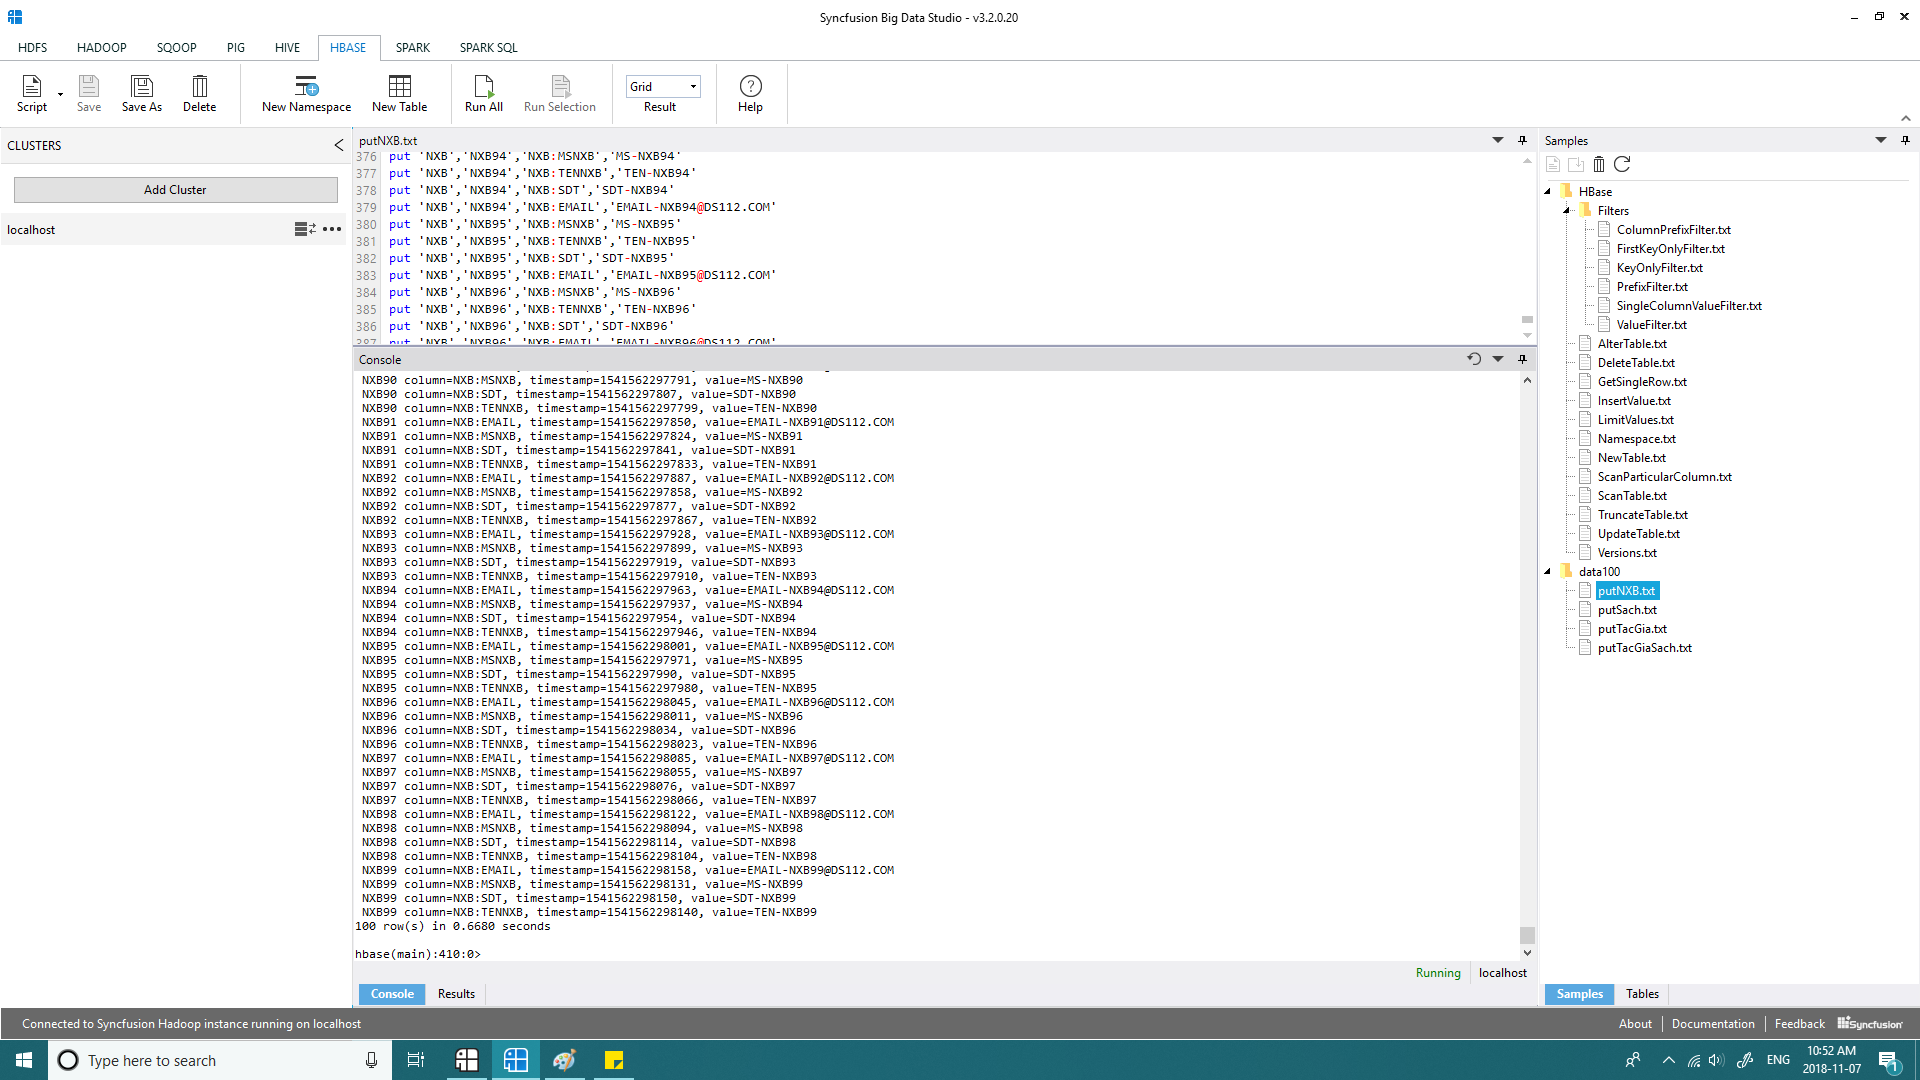 Syncfusion Big Data Studio - v3.2.0.20
HDFS HADOOP SQOOP PIG HIVE HBASE SPARK SPARK SQL
Script Save Save As Delete New Namespace New Table Run All Run Selection Grid Result Help
CLUSTERS
Add Cluster
localhost
putNXB.txt
376 put 'NXB','NXB94','NXB:MSNXB','MS-NXB94'
377 put 'NXB','NXB94','NXB:TENNXB','TEN-NXB94'
378 put 'NXB','NXB94','NXB:SDT','SDT-NXB94'
379 put 'NXB','NXB94','NXB:EMAIL','EMAIL-NXB94@DS112.COM'
380 put 'NXB','NXB95','NXB:MSNXB','MS-NXB95'
381 put 'NXB','NXB95','NXB:TENNXB','TEN-NXB95'
382 put 'NXB','NXB95','NXB:SDT','SDT-NXB95'
383 put 'NXB','NXB95','NXB:EMAIL','EMAIL-NXB95@DS112.COM'
384 put 'NXB','NXB96','NXB:MSNXB','MS-NXB96'
385 put 'NXB','NXB96','NXB:TENNXB','TEN-NXB96'
386 put 'NXB','NXB96','NXB:SDT','SDT-NXB96'
387 put 'NXB','NXB96','NXB:EMAIL','EMAIL-NXB96@DS112.COM'
Console
NXB90 column=NXB:MSNXB, timestamp=1541562297791, value=MS-NXB90
NXB90 column=NXB:SDT, timestamp=1541562297807, value=SDT-NXB90
NXB90 column=NXB:TENNXB, timestamp=1541562297799, value=TEN-NXB90
NXB91 column=NXB:EMAIL, timestamp=1541562297850, value=EMAIL-NXB91@DS112.COM
NXB91 column=NXB:MSNXB, timestamp=1541562297824, value=MS-NXB91
NXB91 column=NXB:SDT, timestamp=1541562297841, value=SDT-NXB91
NXB91 column=NXB:TENNXB, timestamp=1541562297833, value=TEN-NXB91
NXB92 column=NXB:EMAIL, timestamp=1541562297887, value=EMAIL-NXB92@DS112.COM
NXB92 column=NXB:MSNXB, timestamp=1541562297858, value=MS-NXB92
NXB92 column=NXB:SDT, timestamp=1541562297877, value=SDT-NXB92
NXB92 column=NXB:TENNXB, timestamp=1541562297867, value=TEN-NXB92
NXB93 column=NXB:EMAIL, timestamp=1541562297928, value=EMAIL-NXB93@DS112.COM
NXB93 column=NXB:MSNXB, timestamp=1541562297899, value=MS-NXB93
NXB93 column=NXB:SDT, timestamp=1541562297919, value=SDT-NXB93
NXB93 column=NXB:TENNXB, timestamp=1541562297910, value=TEN-NXB93
NXB94 column=NXB:EMAIL, timestamp=1541562297963, value=EMAIL-NXB94@DS112.COM
NXB94 column=NXB:MSNXB, timestamp=1541562297937, value=MS-NXB94
NXB94 column=NXB:SDT, timestamp=1541562297954, value=SDT-NXB94
NXB94 column=NXB:TENNXB, timestamp=1541562297946, value=TEN-NXB94
NXB95 column=NXB:EMAIL, timestamp=1541562298001, value=EMAIL-NXB95@DS112.COM
NXB95 column=NXB:MSNXB, timestamp=1541562297971, value=MS-NXB95
NXB95 column=NXB:SDT, timestamp=1541562297990, value=SDT-NXB95
NXB95 column=NXB:TENNXB, timestamp=1541562297980, value=TEN-NXB95
NXB96 column=NXB:EMAIL, timestamp=1541562298045, value=EMAIL-NXB96@DS112.COM
NXB96 column=NXB:MSNXB, timestamp=1541562298011, value=MS-NXB96
NXB96 column=NXB:SDT, timestamp=1541562298034, value=SDT-NXB96
NXB96 column=NXB:TENNXB, timestamp=1541562298023, value=TEN-NXB96
NXB97 column=NXB:EMAIL, timestamp=1541562298085, value=EMAIL-NXB97@DS112.COM
NXB97 column=NXB:MSNXB, timestamp=1541562298055, value=MS-NXB97
NXB97 column=NXB:SDT, timestamp=1541562298076, value=SDT-NXB97
NXB97 column=NXB:TENNXB, timestamp=1541562298066, value=TEN-NXB97
NXB98 column=NXB:EMAIL, timestamp=1541562298122, value=EMAIL-NXB98@DS112.COM
NXB98 column=NXB:MSNXB, timestamp=1541562298094, value=MS-NXB98
NXB98 column=NXB:SDT, timestamp=1541562298114, value=SDT-NXB98
NXB98 column=NXB:TENNXB, timestamp=1541562298104, value=TEN-NXB98
NXB99 column=NXB:EMAIL, timestamp=1541562298158, value=EMAIL-NXB99@DS112.COM
NXB99 column=NXB:MSNXB, timestamp=1541562298131, value=MS-NXB99
NXB99 column=NXB:SDT, timestamp=1541562298150, value=SDT-NXB99
NXB99 column=NXB:TENNXB, timestamp=1541562298140, value=TEN-NXB99
100 row(s) in 0.6680 seconds
hbase(main):410:0>
Running localhost
Console Results
Samples
HBase
Filters
ColumnPrefixFilter.txt
FirstKeyOnlyFilter.txt
KeyOnlyFilter.txt
PrefixFilter.txt
SingleColumnValueFilter.txt
ValueFilter.txt
AlterTable.txt
DeleteTable.txt
GetSingleRow.txt
InsertValue.txt
LimitValues.txt
Namespace.txt
NewTable.txt
ScanParticularColumn.txt
ScanTable.txt
TruncateTable.txt
UpdateTable.txt
Versions.txt
data100
putNXB.txt
putSach.txt
putTacGia.txt
putTacGiaSach.txt
Samples Tables
Connected to Syncfusion Hadoop instance running on localhost
About Documentation Feedback Syncfusion
Type here to search
ENG
10:52 AM
2018-11-07
1